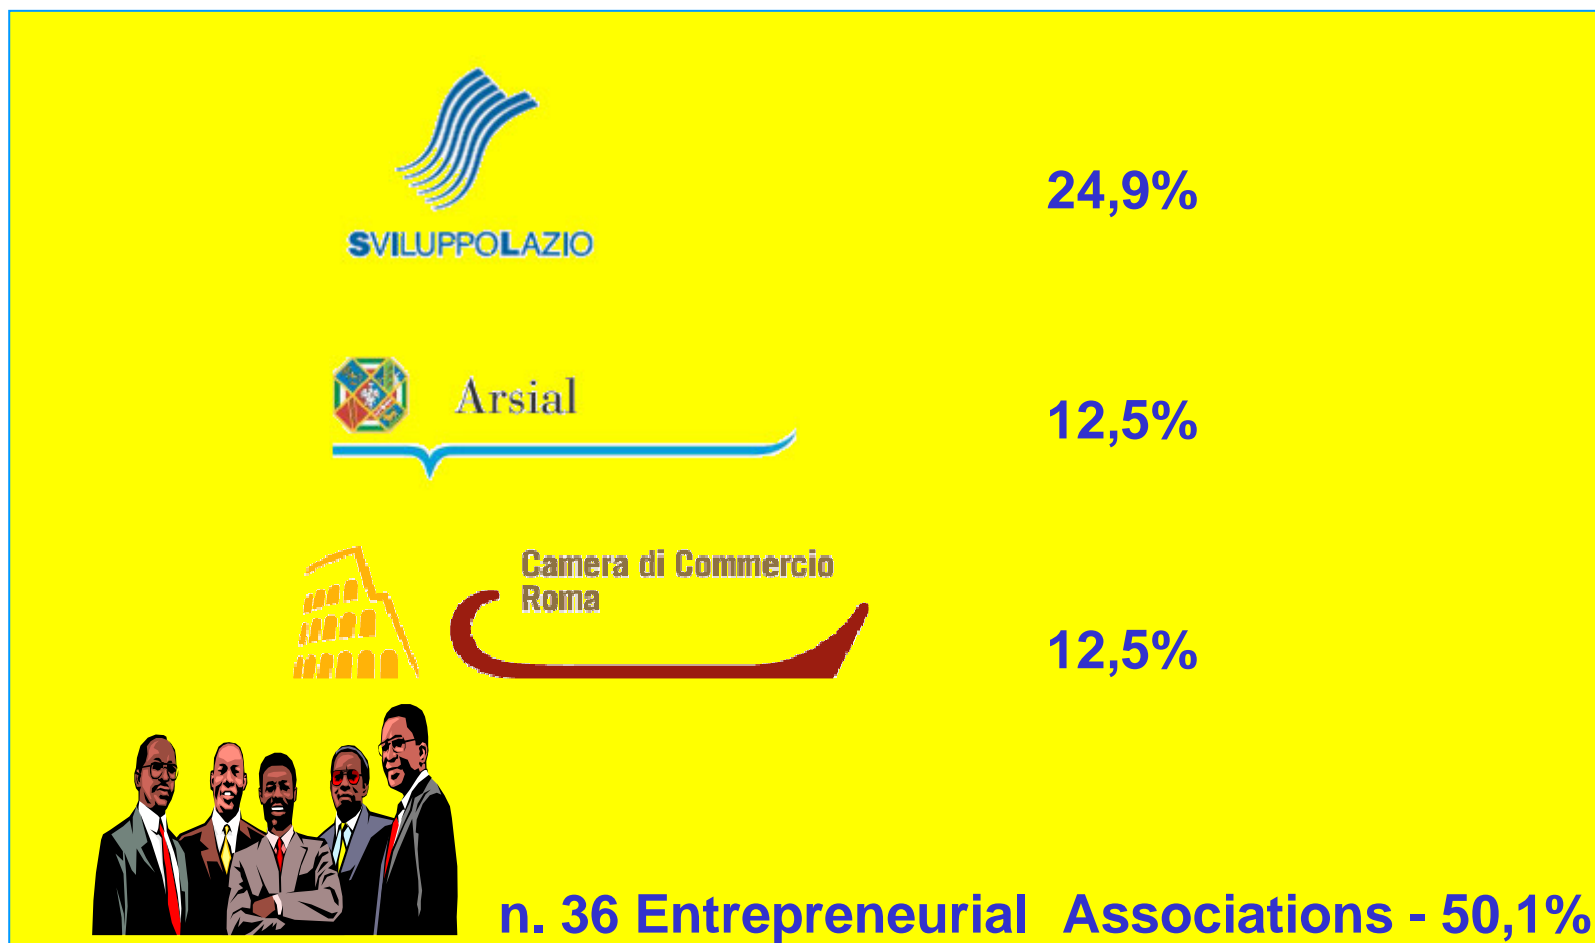 SVILUPPOLAZIO
24,9%
Arsial
12,5%
Camera di Commercio
Roma
12,5%
n. 36 Entrepreneurial Associations - 50,1%